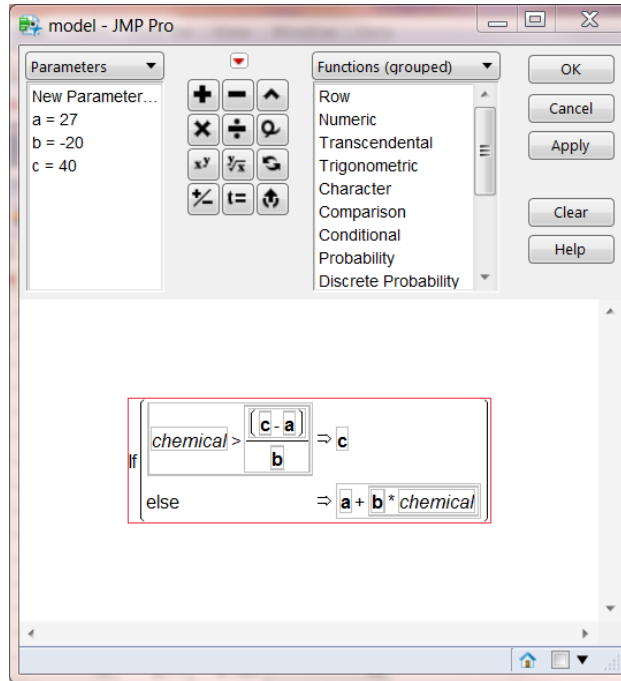 model - JMP Pro
Parameters
New Parameter...
a = 27
b = -20
c = 40
xʸ
ʸ√x
+/-
t=
Functions (grouped)
Row
Numeric
Transcendental
Trigonometric
Character
Comparison
Conditional
Probability
Discrete Probability
OK
Cancel
Apply
Clear
Help
If
chemical > (c - a) / b ⇒ c
else ⇒ a + b * chemical